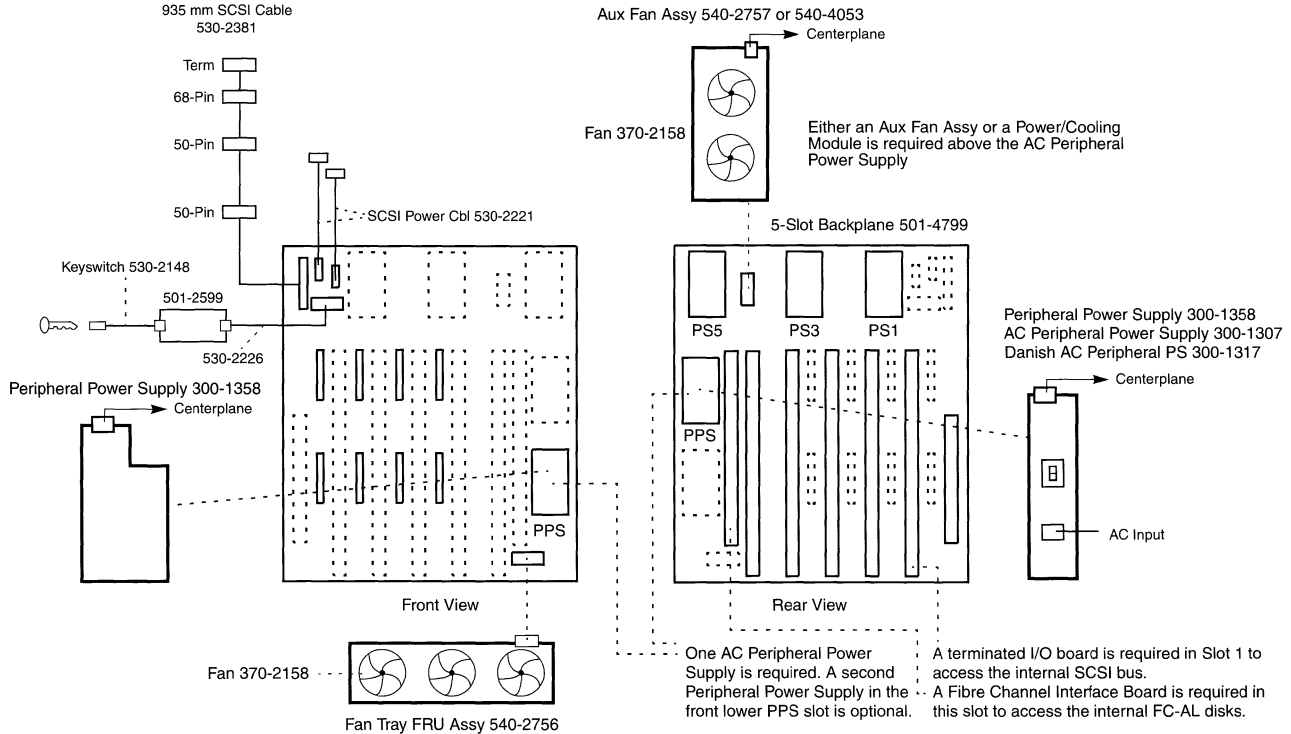 935 mm SCSI Cable
530-2381
Term
68-Pin
50-Pin
50-Pin
SCSI Power Cbl 530-2221
Keyswitch 530-2148
501-2599
530-2226
Peripheral Power Supply 300-1358
Centerplane
PPS
Front View
Fan 370-2158
Fan Tray FRU Assy 540-2756
Aux Fan Assy 540-2757 or 540-4053
Centerplane
Fan 370-2158
Either an Aux Fan Assy or a Power/Cooling
Module is required above the AC Peripheral
Power Supply
5-Slot Backplane 501-4799
PS5
PS3
PS1
PPS
Rear View
Peripheral Power Supply 300-1358
AC Peripheral Power Supply 300-1307
Danish AC Peripheral PS 300-1317
Centerplane
AC Input
One AC Peripheral Power
Supply is required. A second
Peripheral Power Supply in the
front lower PPS slot is optional.
A terminated I/O board is required in Slot 1 to
access the internal SCSI bus.
A Fibre Channel Interface Board is required in
this slot to access the internal FC-AL disks.